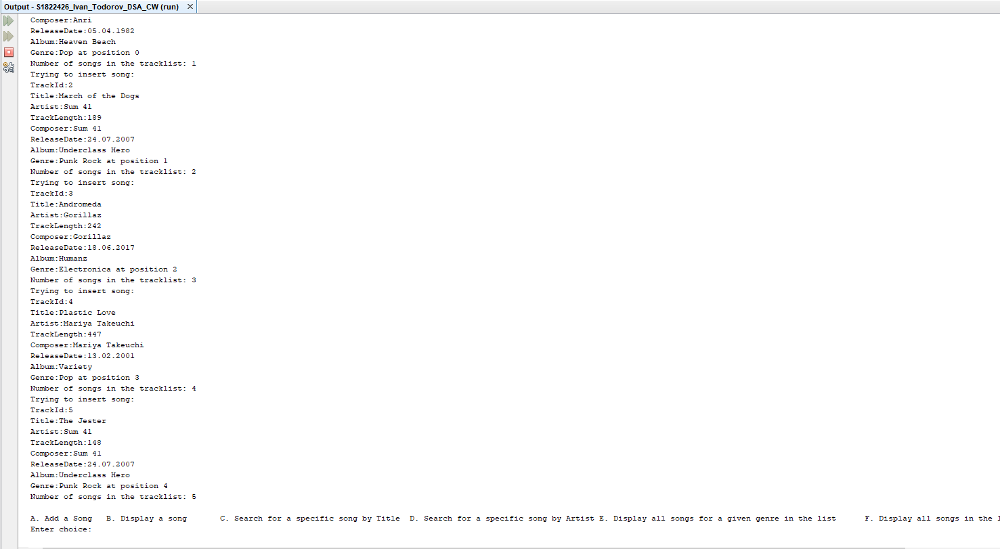 Output - S1822426_Ivan_Todorov_DSA_CW (run) ×
Composer:Anri
ReleaseDate:05.04.1982
Album:Heaven Beach
Genre:Pop at position 0
Number of songs in the tracklist: 1
Trying to insert song:
TrackId:2
Title:March of the Dogs
Artist:Sum 41
TrackLength:189
Composer:Sum 41
ReleaseDate:24.07.2007
Album:Underclass Hero
Genre:Punk Rock at position 1
Number of songs in the tracklist: 2
Trying to insert song:
TrackId:3
Title:Andromeda
Artist:Gorillaz
TrackLength:242
Composer:Gorillaz
ReleaseDate:18.06.2017
Album:Humanz
Genre:Electronica at position 2
Number of songs in the tracklist: 3
Trying to insert song:
TrackId:4
Title:Plastic Love
Artist:Mariya Takeuchi
TrackLength:447
Composer:Mariya Takeuchi
ReleaseDate:13.02.2001
Album:Variety
Genre:Pop at position 3
Number of songs in the tracklist: 4
Trying to insert song:
TrackId:5
Title:The Jester
Artist:Sum 41
TrackLength:148
Composer:Sum 41
ReleaseDate:24.07.2007
Album:Underclass Hero
Genre:Punk Rock at position 4
Number of songs in the tracklist: 5
A. Add a Song B. Display a song C. Search for a specific song by Title D. Search for a specific song by Artist E. Display all songs for a given genre in the list F. Display all songs in the
Enter choice: